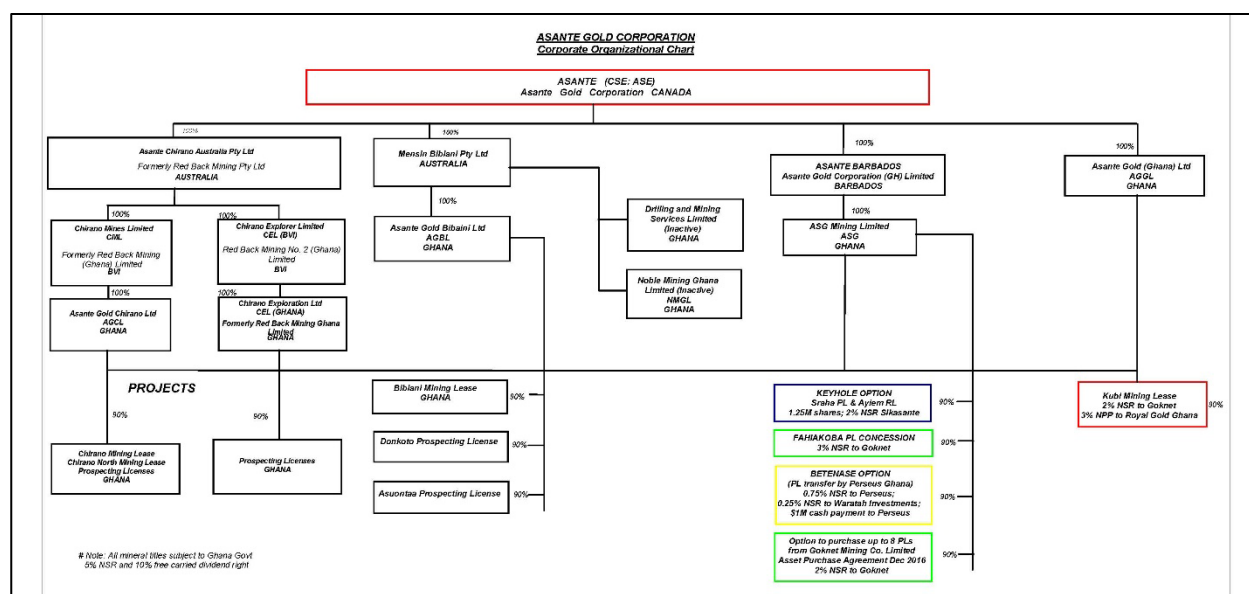 ASANTE GOLD CORPORATION
Corporate Organizational Chart
ASANTE (CSE: ASE)
Asante Gold Corporation CANADA
100%
100%
100%
100%
Asante Chirano Australia Pty Ltd
Formerly Red Back Mining Pty Ltd
AUSTRALIA
Mensin Bibiani Pty Ltd
AUSTRALIA
ASANTE BARBADOS
Asante Gold Corporation (GH) Limited
BARBADOS
Asante Gold (Ghana) Ltd
AGGL
GHANA
100%
100%
100%
100%
Chirano Mines Limited
CML
Formerly Red Back Mining
(Ghana) Limited
BVI
Chirano Explorer Limited
CEL (BVI)
Red Back Mining No. 2 (Ghana)
Limited
BVI
Asante Gold Bibaini Ltd
AGBL
GHANA
Drilling and Mining
Services Limited
(Inactive)
GHANA
ASG Mining Limited
ASG
GHANA
Noble Mining Ghana
Limited (Inactive)
NMGL
GHANA
100%
100%
Asante Gold Chirano Ltd
AGCL
GHANA
Chirano Exploration Ltd
CEL (GHANA)
Formerly Red Back Mining Ghana
Limited
GHANA
PROJECTS
90%
90%
Chirano Mining Lease
Chirano North Mining Lease
Prospecting Licenses
GHANA
Prospecting Licenses
GHANA
Bibiani Mining Lease
GHANA
90%
Donkoto Prospecting License
90%
Asuontaa Prospecting License
90%
KEYHOLE OPTION
Sraha PL & Ayiem RL
1.25M shares; 2% NSR Sikasante
90%
FAHIAKOBA PL CONCESSION
3% NSR to Goknet
90%
BETENASE OPTION
(PL transfer by Perseus Ghana)
0.75% NSR to Perseus;
0.25% NSR to Waratah Investments;
$1M cash payment to Perseus
90%
Option to purchase up to 8 PLs
from Goknet Mining Co. Limited
Asset Purchase Agreement Dec 2016
2% NSR to Goknet
90%
Kubi Mining Lease
2% NSR to Goknet
3% NPP to Royal Gold Ghana
90%
# Note: All mineral titles subject to Ghana Govt
5% NSR and 10% free carried dividend right